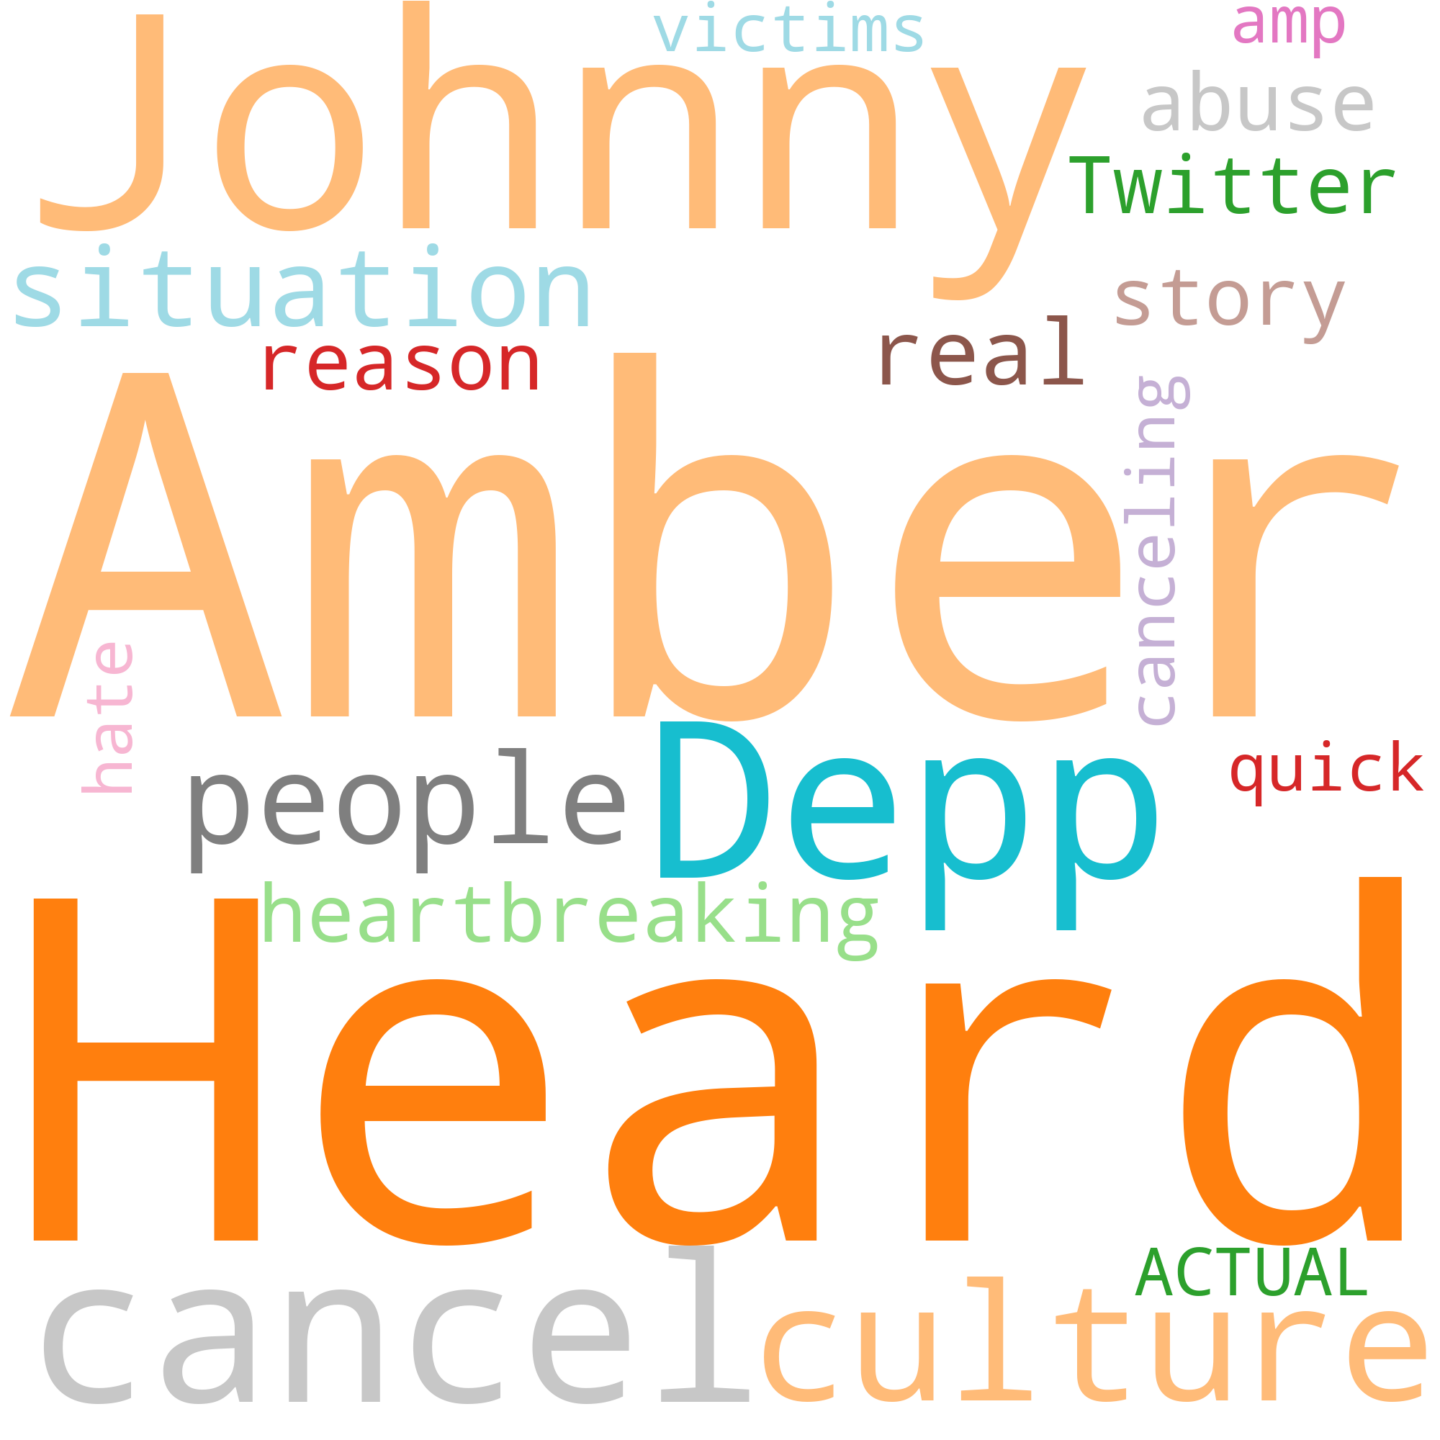 victims
amp
Johnny
abuse
Twitter
situation
story
reason
real
Amber
canceling
hate
people
Depp
quick
heartbreaking
Heard
ACTUAL
cancel
culture